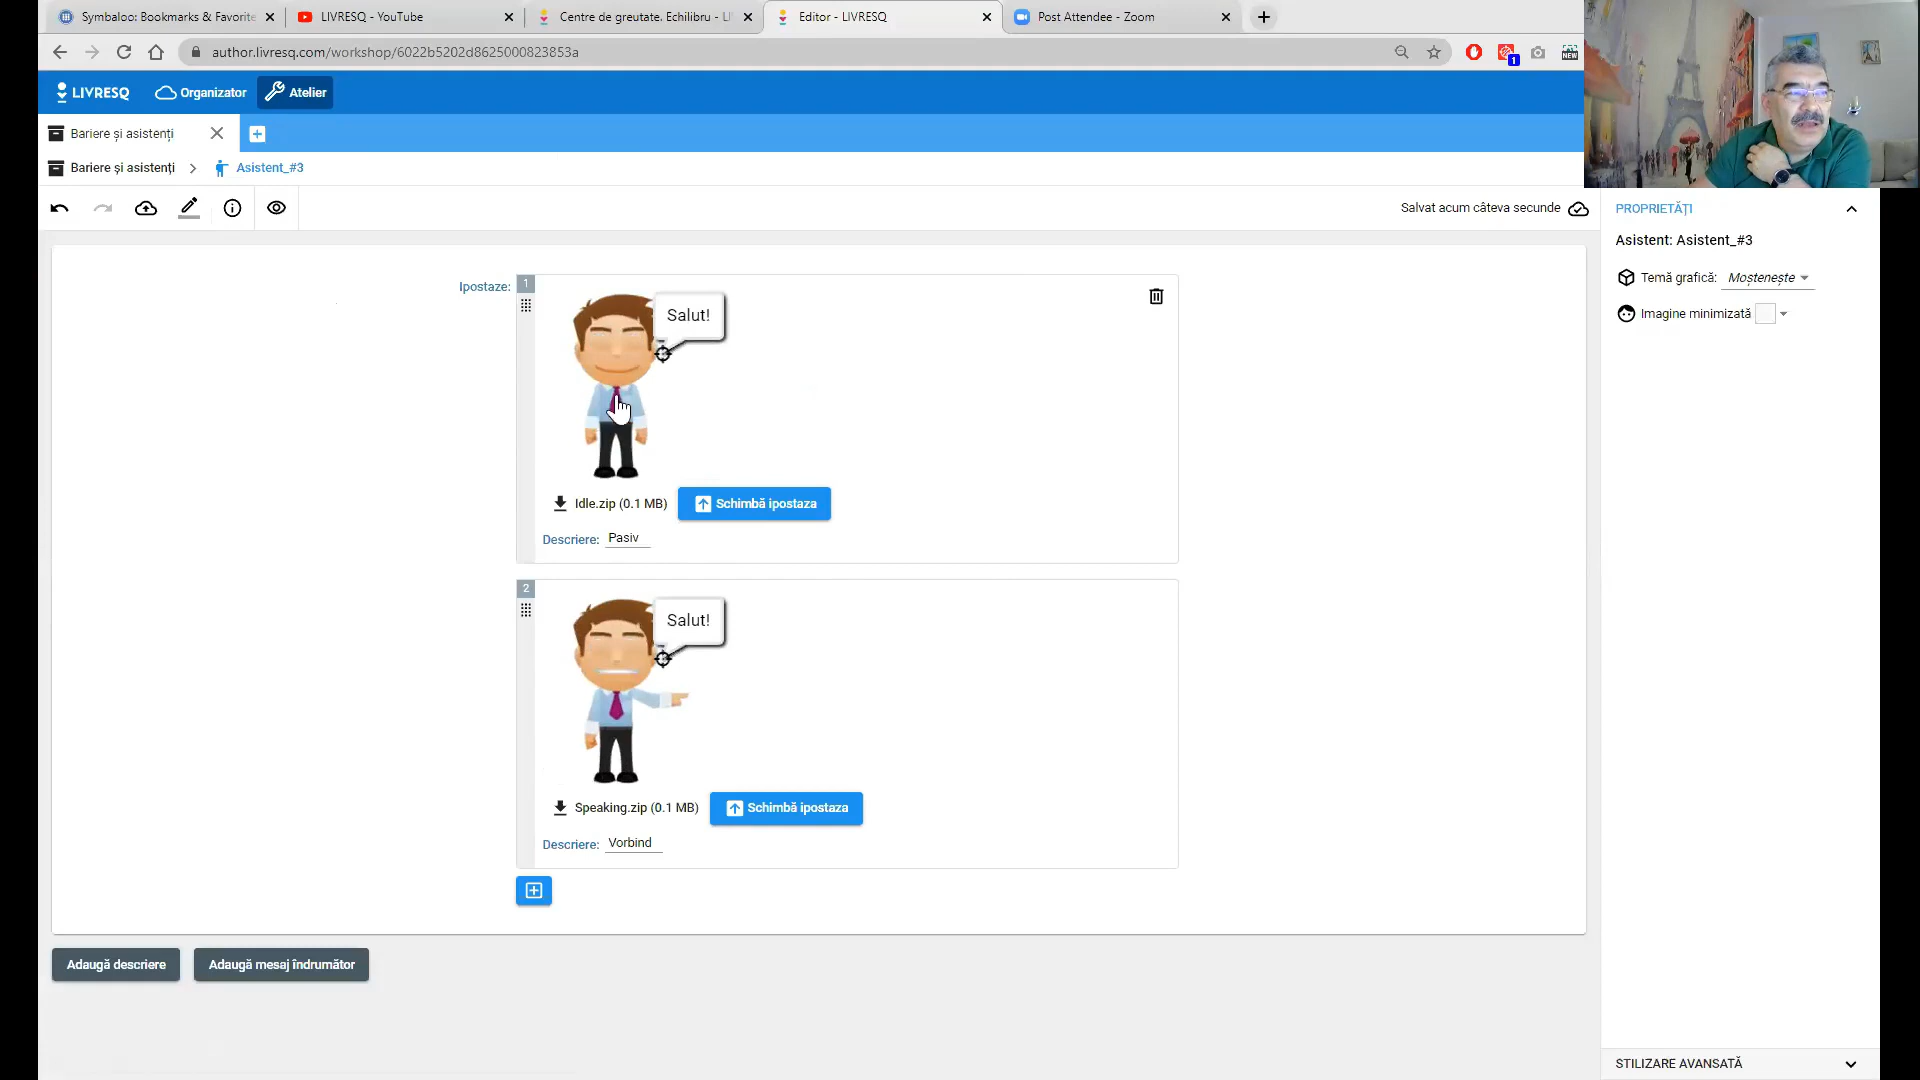 Symbaloo: Bookmarks & Favorite
LIVRESQ - YouTube
Centre de greutate. Echilibru - LI
Editor - LIVRESQ
Post Attendee - Zoom
author.livresq.com/workshop/6022b5202d8625000823853a
1
NEW
LIVRESQ
Organizator
Atelier
Bariere și asistenți
Bariere și asistenți
Asistent_#3
Salvat acum câteva secunde
PROPRIETĂȚI
Asistent: Asistent_#3
Temă grafică: Moștenește
Imagine minimizată
Ipostaze:
1
Salut!
Idle.zip (0.1 MB)
Schimbă ipostaza
Descriere: Pasiv
2
Salut!
Speaking.zip (0.1 MB)
Schimbă ipostaza
Descriere: Vorbind
Adaugă descriere
Adaugă mesaj îndrumător
STILIZARE AVANSATĂ